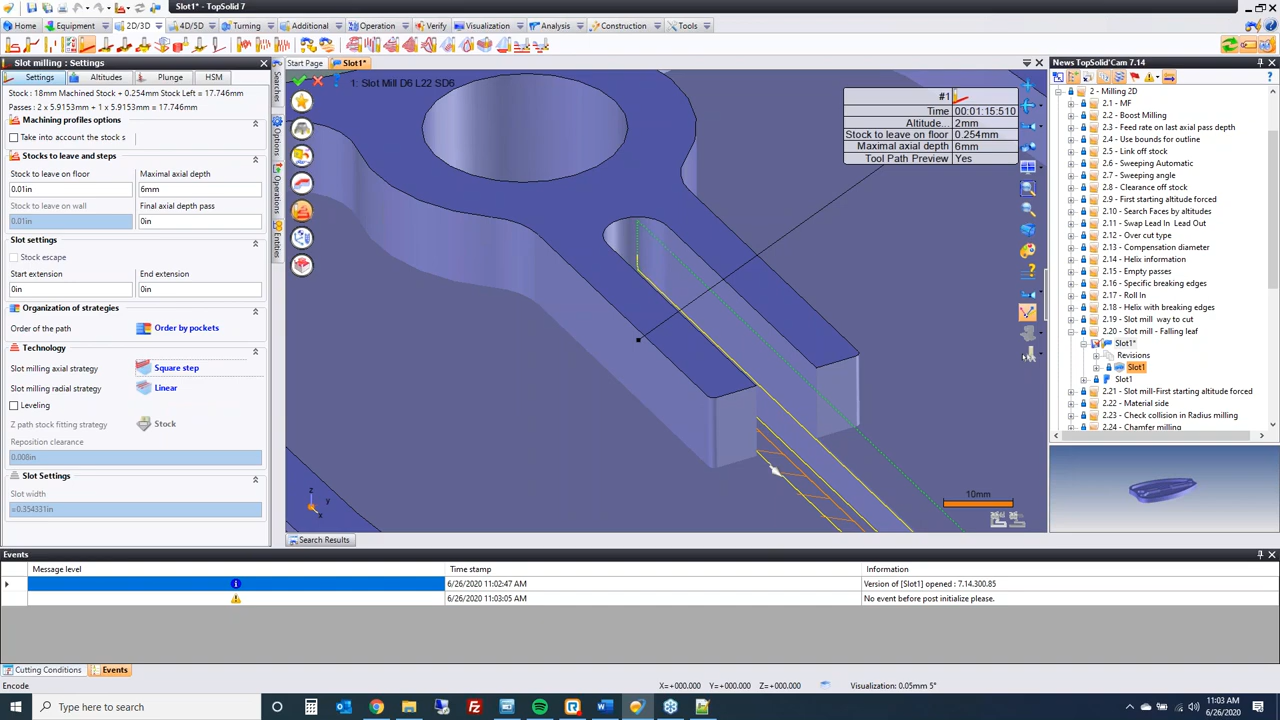 Slot1* - TopSolid 7
Home
Equipment
2D/3D
4D/5D
Turning
Additional
Operation
Verify
Visualization
Analysis
Construction
Tools
Slot milling : Settings
Start Page
Slot1*
News TopSolid'Cam 7.14
Settings
Altitudes
Plunge
HSM
1: Slot Mill D6 L22 SD6
Stock : 18mm Machined Stock + 0.254mm Stock Left = 17.746mm
Passes : 2 x 5.9153mm + 1 x 5.9153mm = 17.746mm
Machining profiles options
Take into account the stock s
Stocks to leave and steps
Stock to leave on floor
Maximal axial depth
0.01in
6mm
Stock to leave on wall
Final axial depth pass
0.01in
0in
Slot settings
Stock escape
Start extension
End extension
0in
0in
Organization of strategies
Order of the path
Order by pockets
Technology
Slot milling axial strategy
Square step
Slot milling radial strategy
Linear
Leveling
Z path stock fitting strategy
Stock
Reposition clearance
0.008in
Slot Settings
Slot width
=0.354331in
Searches
Options
Operations
Entities
#1
Time 00:01:15:510
Altitude... 2mm
Stock to leave on floor 0.254mm
Maximal axial depth 6mm
Tool Path Preview Yes
z
y
x
10mm
2 - Milling 2D
2.1 - MF
2.2 - Boost Milling
2.3 - Feed rate on last axial pass depth
2.4 - Use bounds for outline
2.5 - Link off stock
2.6 - Sweeping Automatic
2.7 - Sweeping angle
2.8 - Clearance off stock
2.9 - First starting altitude forced
2.10 - Search Faces by altitudes
2.11 - Swap Lead In Lead Out
2.12 - Over cut type
2.13 - Compensation diameter
2.14 - Helix information
2.15 - Empty passes
2.16 - Specific breaking edges
2.17 - Roll In
2.18 - Helix with breaking edges
2.19 - Slot mill way to cut
2.20 - Slot mill - Falling leaf
Slot1*
Revisions
Slot1
Slot1
2.21 - Slot mill-First starting altitude forced
2.22 - Material side
2.23 - Check collision in Radius milling
2.24 - Chamfer milling
Search Results
Events
Message level
Time stamp
Information
6/26/2020 11:02:47 AM
Version of [Slot1] opened : 7.14.300.85
6/26/2020 11:03:05 AM
No event before post initialize please.
Cutting Conditions
Events
Encode
X=+000.000 Y=+000.000 Z=+000.000
Visualization: 0.05mm 5°
Type here to search
11:03 AM
6/26/2020